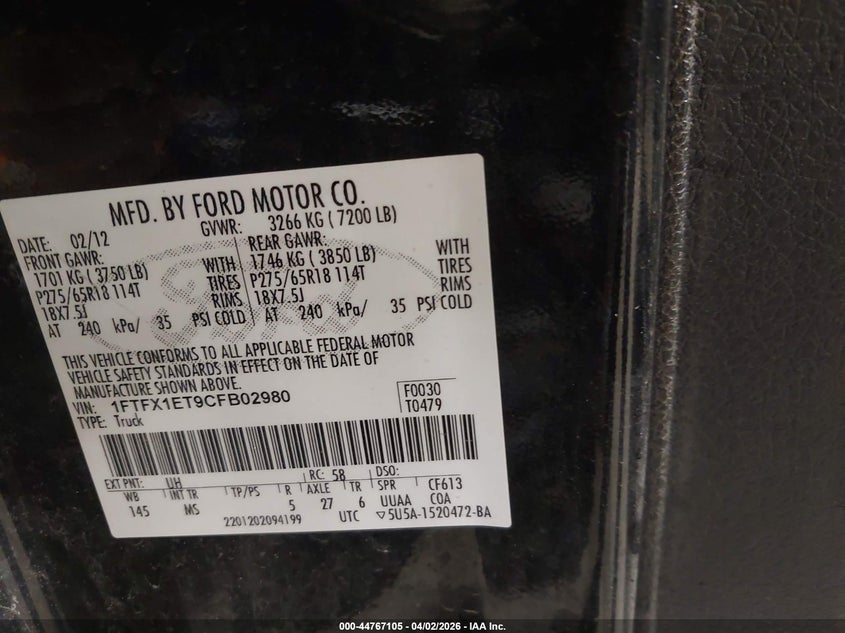 MFD. BY FORD MOTOR CO.
DATE: 02/12
GVWR: 3266 KG ( 7200 LB)
FRONT GAWR:
1701 KG ( 3750 LB) WITH
P275/65R18 114T TIRES
18X7.5J RIMS
AT 240 kPa/ 35 PSI COLD
REAR GAWR:
1746 KG ( 3850 LB) WITH
P275/65R18 114T TIRES
18X7.5J RIMS
AT 240 kPa/ 35 PSI COLD
THIS VEHICLE CONFORMS TO ALL APPLICABLE FEDERAL MOTOR
VEHICLE SAFETY STANDARDS IN EFFECT ON THE DATE OF
MANUFACTURE SHOWN ABOVE.
VIN: 1FTFX1ET9CFB02980
TYPE: Truck
F0030
T0479
EXT PNT: UH RC: 58 DSO:
WB INT TR TP/PS R AXLE TR SPR CF613
145 MS 5 27 6 UUAA COA
2201202094199 UTC ▽5U5A-1520472-BA
Ford
000-44767105 - 04/02/2026 - IAA Inc.